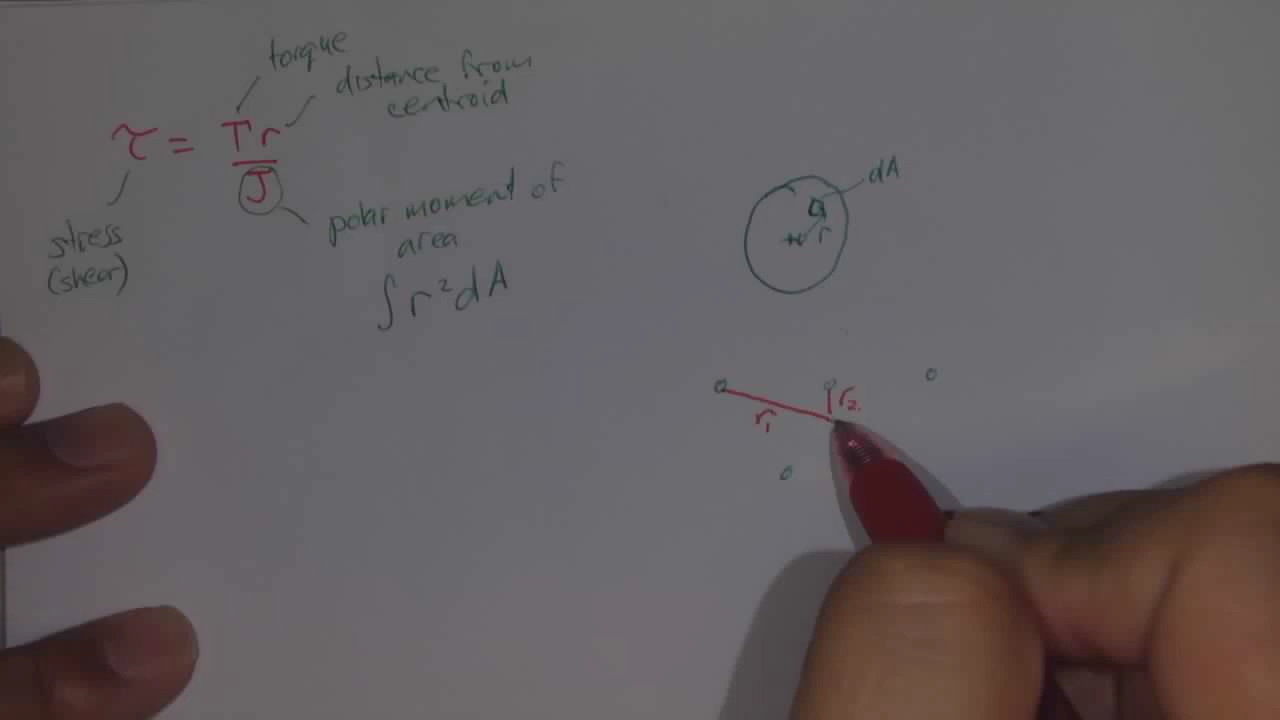 torque
distance from
centroid
τ = Tr
J
stress
(shear)
polar moment of
area
∫r²dA
dA
r
r₁
r₂